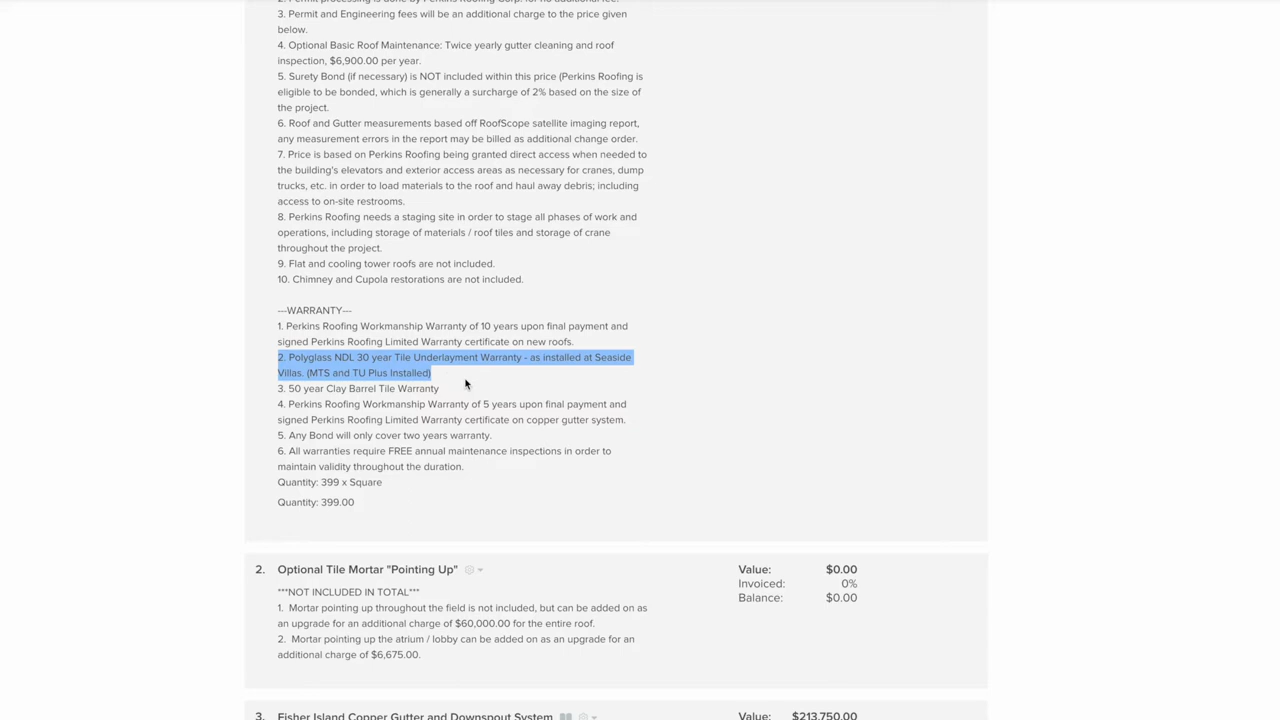 3. Permit and Engineering fees will be an additional charge to the price given
below.
4. Optional Basic Roof Maintenance: Twice yearly gutter cleaning and roof
inspection, $6,900.00 per year.
5. Surety Bond (if necessary) is NOT included within this price (Perkins Roofing is
eligible to be bonded, which is generally a surcharge of 2% based on the size of
the project.
6. Roof and Gutter measurements based off RoofScope satellite imaging report,
any measurement errors in the report may be billed as additional change order.
7. Price is based on Perkins Roofing being granted direct access when needed to
the building's elevators and exterior access areas as necessary for cranes, dump
trucks, etc. in order to load materials to the roof and haul away debris; including
access to on-site restrooms.
8. Perkins Roofing needs a staging site in order to stage all phases of work and
operations, including storage of materials / roof tiles and storage of crane
throughout the project.
9. Flat and cooling tower roofs are not included.
10. Chimney and Cupola restorations are not included.
---WARRANTY---
1. Perkins Roofing Workmanship Warranty of 10 years upon final payment and
signed Perkins Roofing Limited Warranty certificate on new roofs.
2. Polyglass NDL 30 year Tile Underlayment Warranty - as installed at Seaside
Villas. (MTS and TU Plus Installed)
3. 50 year Clay Barrel Tile Warranty
4. Perkins Roofing Workmanship Warranty of 5 years upon final payment and
signed Perkins Roofing Limited Warranty certificate on copper gutter system.
5. Any Bond will only cover two years warranty.
6. All warranties require FREE annual maintenance inspections in order to
maintain validity throughout the duration.
Quantity: 399 x Square
Quantity: 399.00
2. Optional Tile Mortar "Pointing Up"
Value: $0.00
Invoiced: 0%
Balance: $0.00
***NOT INCLUDED IN TOTAL***
1. Mortar pointing up throughout the field is not included, but can be added on as
an upgrade for an additional charge of $60,000.00 for the entire roof.
2. Mortar pointing up the atrium / lobby can be added on as an upgrade for an
additional charge of $6,675.00.
3. Fisher Island Copper Gutter and Downspout System
Value: $213,750.00